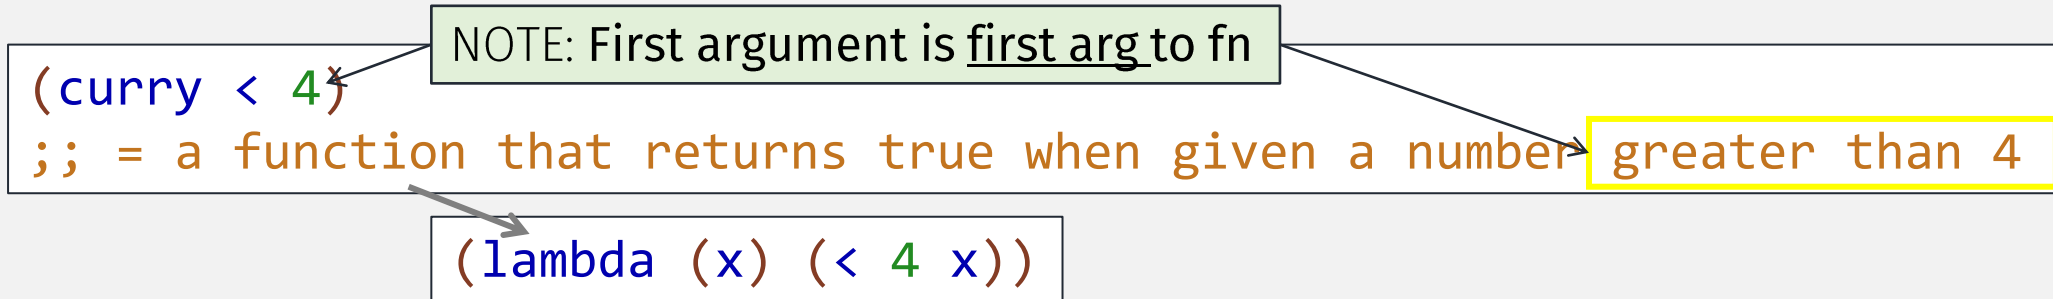 NOTE: First argument is first arg to fn
(curry < 4)
;; = a function that returns true when given a number greater than 4
(lambda (x) (< 4 x))